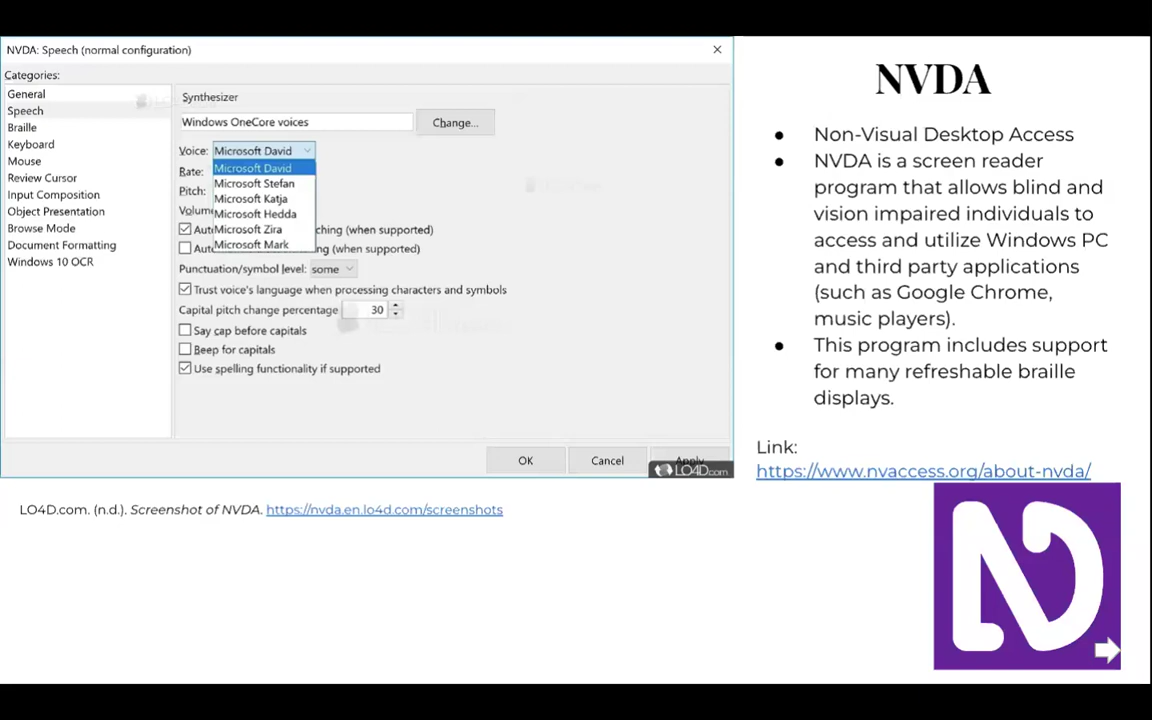 NVDA: Speech (normal configuration)
Categories:
General
Speech
Braille
Keyboard
Mouse
Review Cursor
Input Composition
Object Presentation
Browse Mode
Document Formatting
Windows 10 OCR
Synthesizer
Windows OneCore voices
Change...
Voice: Microsoft David
Microsoft David
Rate:
Microsoft Stefan
Pitch:
Microsoft Katja
Volum
Microsoft Hedda
Aut
Microsoft Zira
ching (when supported)
Aut
Microsoft Mark
ng (when supported)
Punctuation/symbol level: some
Trust voice's language when processing characters and symbols
Capital pitch change percentage 30
Say cap before capitals
Beep for capitals
Use spelling functionality if supported
OK Cancel Apply
LO4D.com
LO4D.com. (n.d.). Screenshot of NVDA. https://nvda.en.lo4d.com/screenshots
NVDA
● Non-Visual Desktop Access
● NVDA is a screen reader
program that allows blind and
vision impaired individuals to
access and utilize Windows PC
and third party applications
(such as Google Chrome,
music players).
● This program includes support
for many refreshable braille
displays.
Link:
https://www.nvaccess.org/about-nvda/